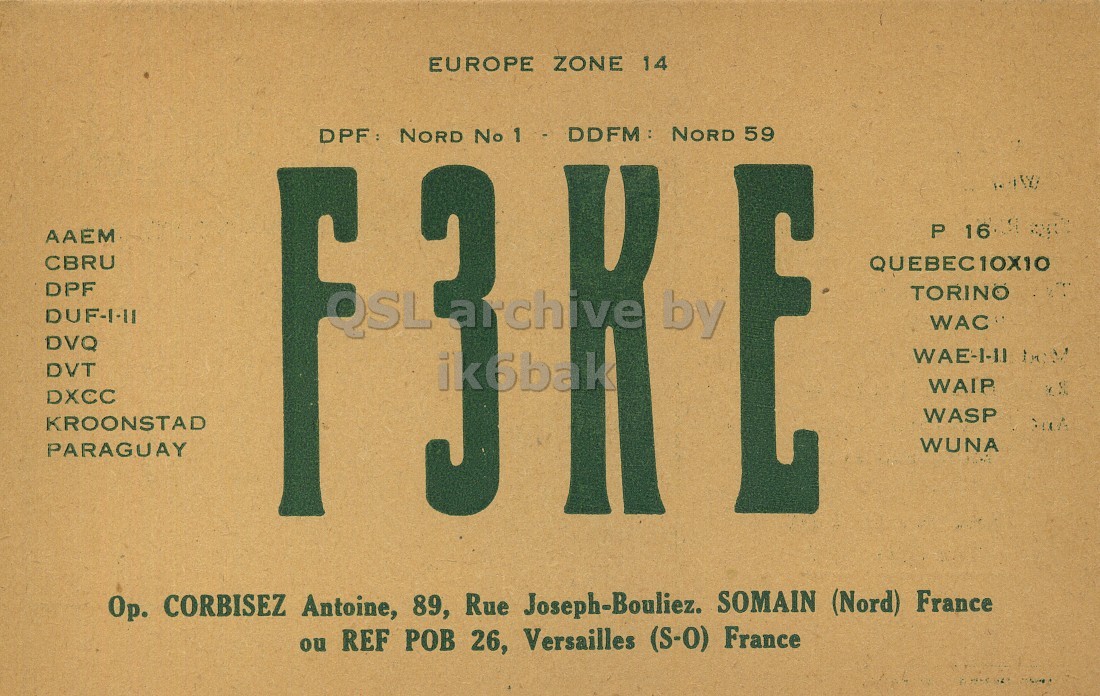 EUROPE ZONE 14
DPF: NORD No 1 - DDFM: NORD 59
F3KE
AAEM
CBRU
DPF
DUF-I-II
DVQ
DVT
DXCC
KROONSTAD
PARAGUAY
P 16
QUEBEC10X10
TORINO
WAC
WAE-I-II
WAIP
WASP
WUNA
QSL archive by
ik6bak
Op. CORBISEZ Antoine, 89, Rue Joseph-Bouliez. SOMAIN (Nord) France
ou REF POB 26, Versailles (S-O) France